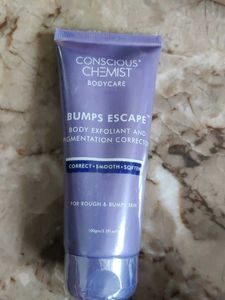 CONSCIOUS
CHEMIST
BODYCARE
BUMPS ESCAPE
BODY EXFOLIANT AND
PIGMENTATION CORRECTOR
CORRECT • SMOOTH • SOFTEN
FOR ROUGH & BUMPY SKIN